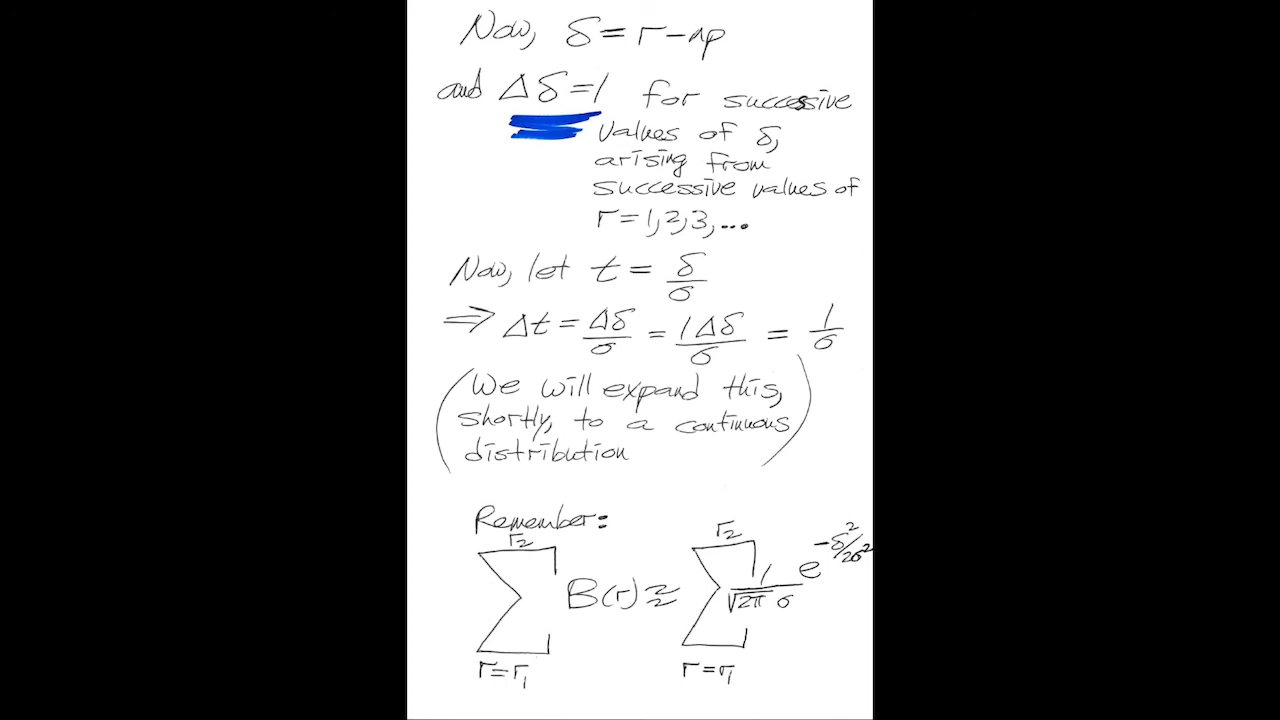 Now, δ = r - np
and Δδ = 1 for successive
values of δ,
arising from
successive values of
r = 1, 2, 3, ...
Now, let t = δ/σ
⇒ Δt = Δδ/σ = 1Δδ/σ = 1/σ
(We will expand this,
shortly, to a continuous
distribution)
Remember:
∑_{r=r₁}^{r₂} B(r) ≈ ∑_{r=r₁}^{r₂} 1/(√2π σ) e^{-δ²/2σ²}